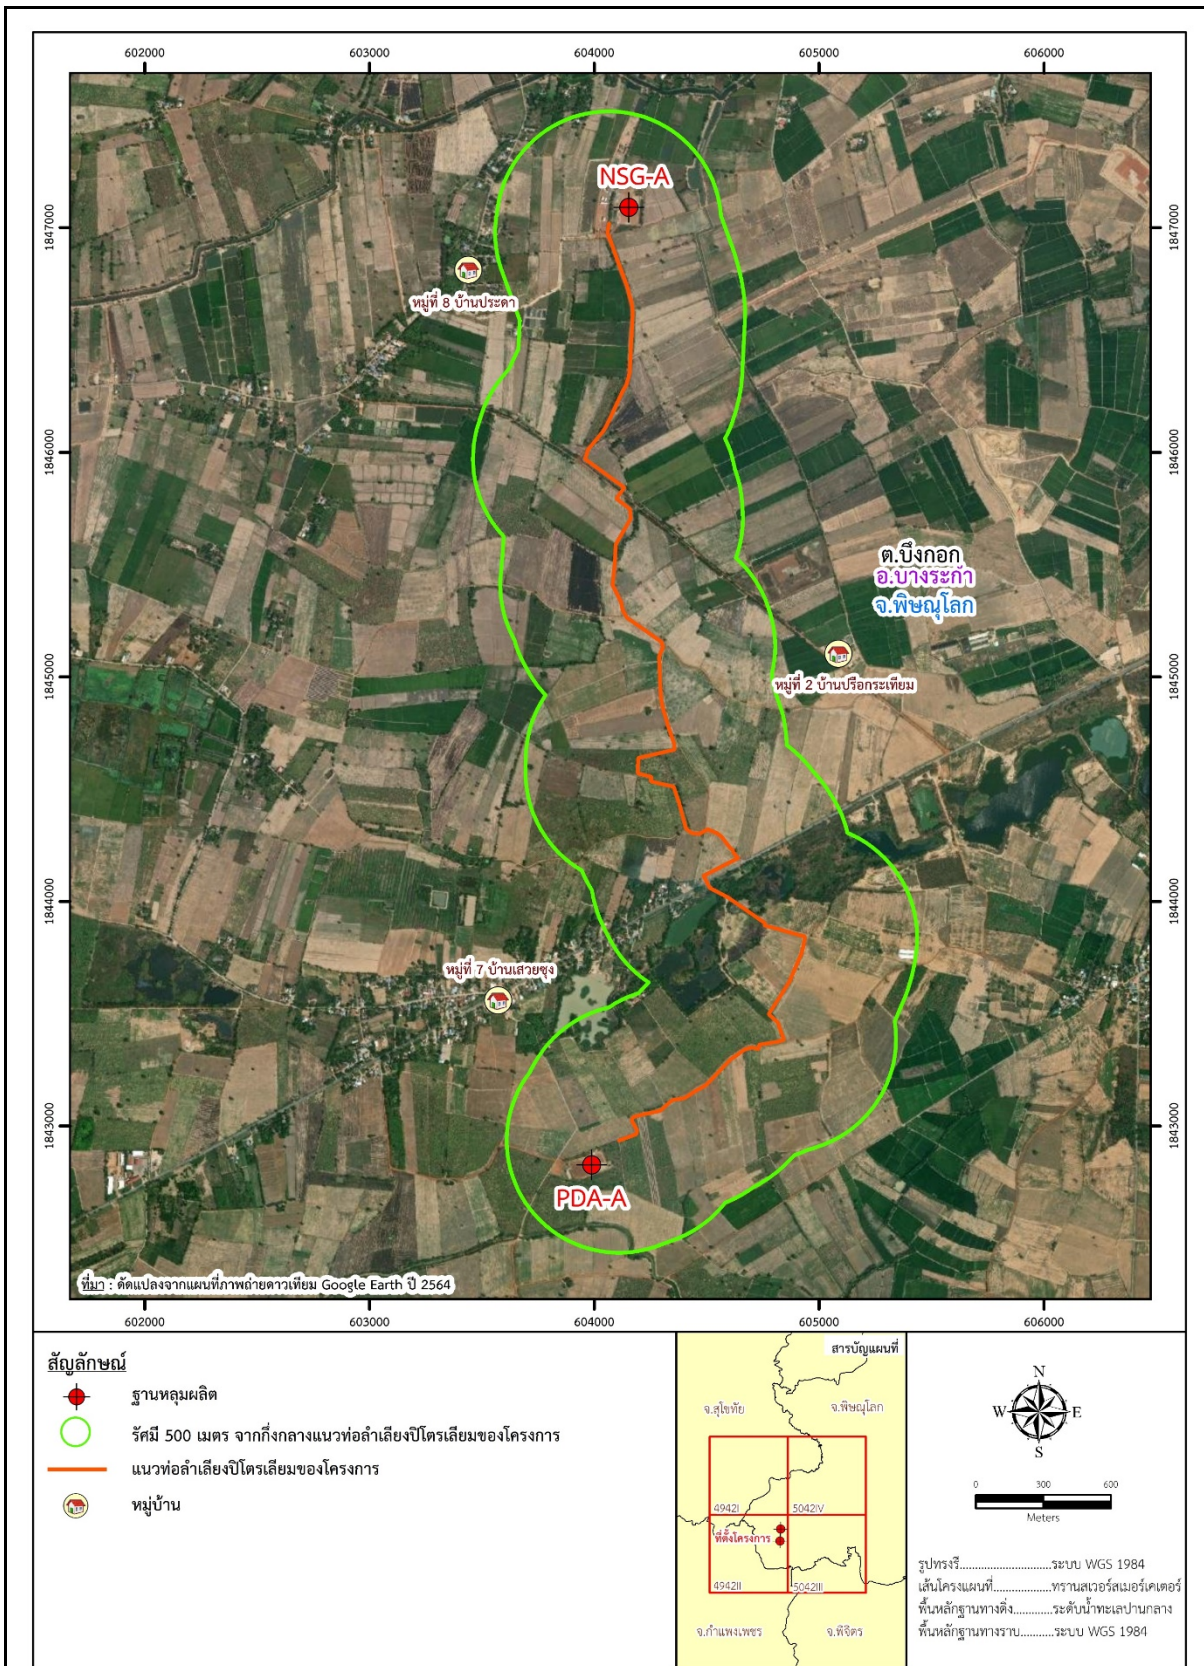 602000 603000 604000 605000 606000
1847000 1847000
NSG-A
หมู่ที่ 8 บ้านประดา
1846000 1846000
ต.บึงกอก
อ.บางระกำ
จ.พิษณุโลก
1845000 1845000
หมู่ที่ 2 บ้านปรือกระเทียม
1844000 1844000
หมู่ที่ 7 บ้านเสวยซุง
1843000 1843000
PDA-A
ที่มา : ดัดแปลงจากแผนที่ภาพถ่ายดาวเทียม Google Earth ปี 2564
602000 603000 604000 605000 606000
สัญลักษณ์
ฐานหลุมผลิต
รัศมี 500 เมตร จากกึ่งกลางแนวท่อลำเลียงปิโตรเลียมของโครงการ
แนวท่อลำเลียงปิโตรเลียมของโครงการ
หมู่บ้าน
สารบัญแผนที่
จ.สุโขทัย จ.พิษณุโลก
4942I 5042IV
ที่ตั้งโครงการ
4942II 5042III
จ.กำแพงเพชร จ.พิจิตร
N
W E
S
0 300 600
Meters
รูปทรงรี............................ระบบ WGS 1984
เส้นโครงแผนที่..................ทรานสเวอร์สเมอร์เคเตอร์
พื้นหลักฐานทางดิ่ง............ระดับน้ำทะเลปานกลาง
พื้นหลักฐานทางราบ..........ระบบ WGS 1984